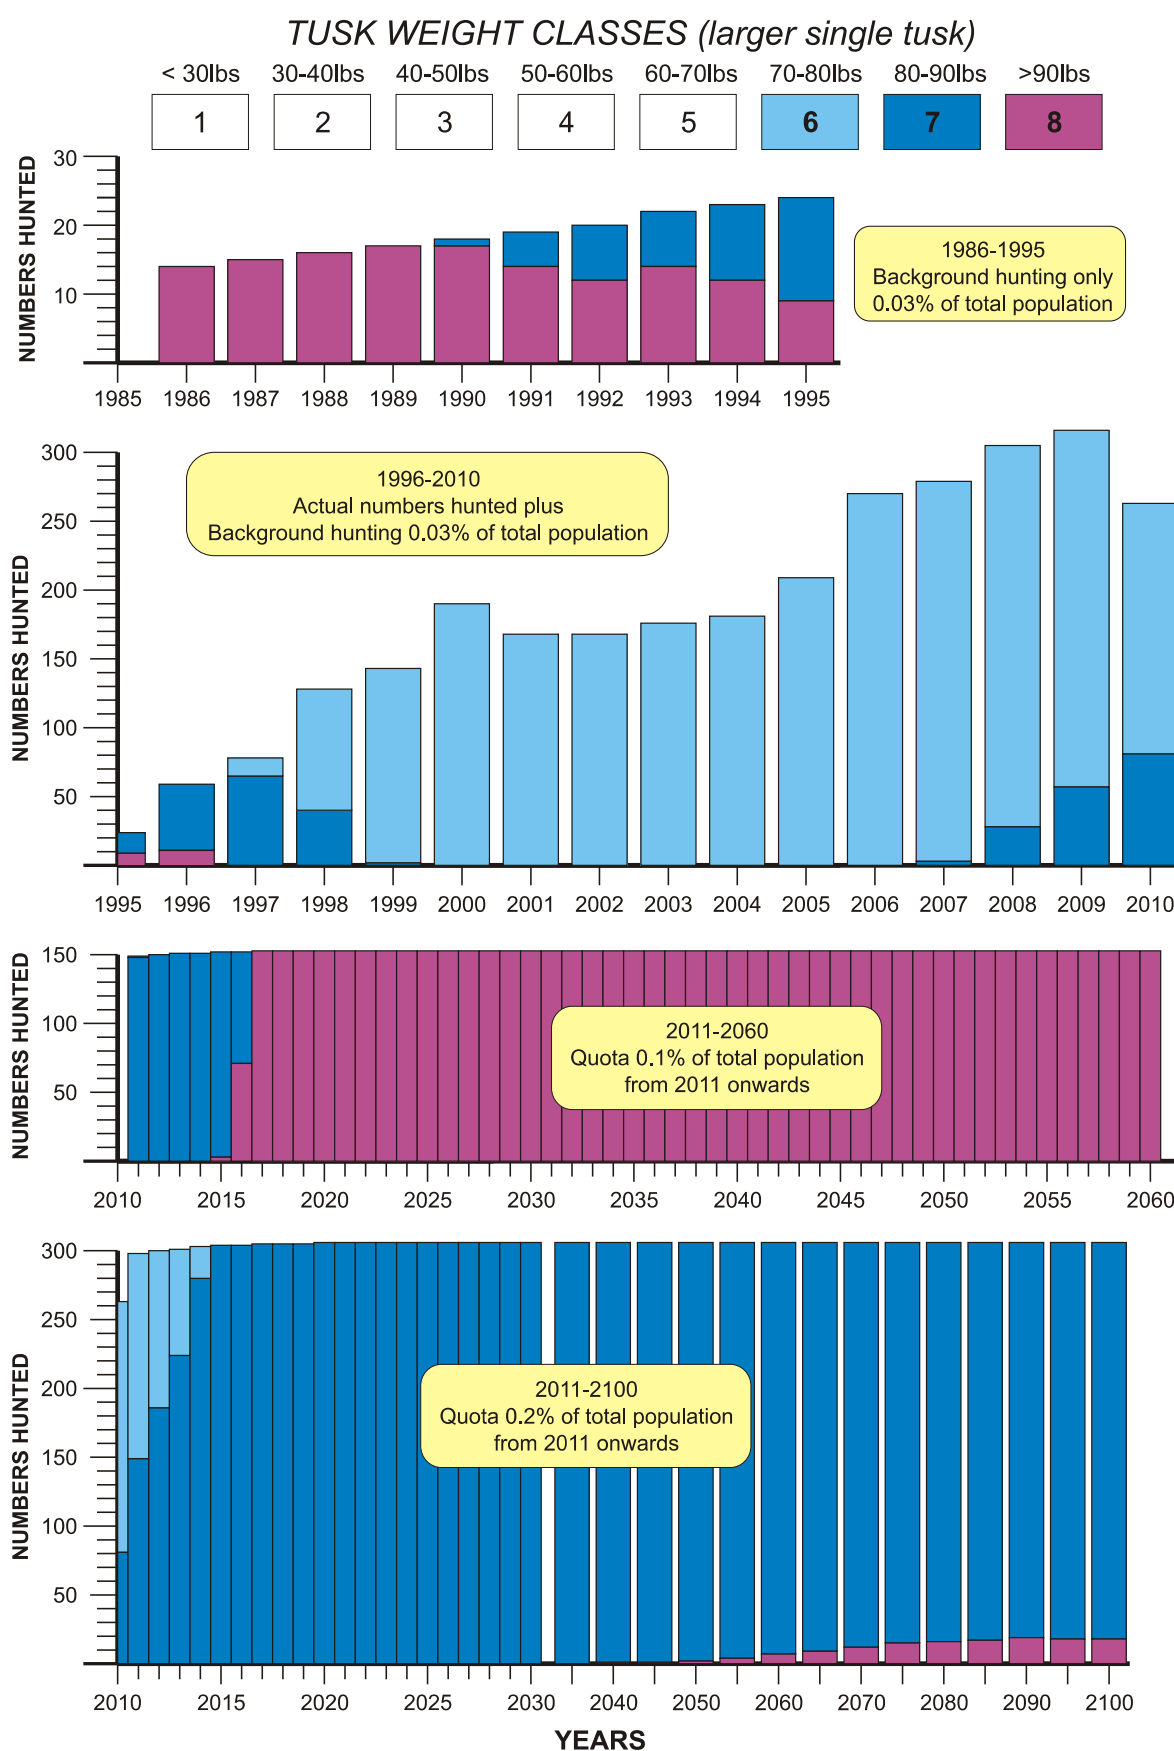 TUSK WEIGHT CLASSES (larger single tusk)
< 30lbs 30-40lbs 40-50lbs 50-60lbs 60-70lbs 70-80lbs 80-90lbs >90lbs
1 2 3 4 5 6 7 8
NUMBERS HUNTED
30
20
10
1986-1995
Background hunting only
0.03% of total population
1985 1986 1987 1988 1989 1990 1991 1992 1993 1994 1995
NUMBERS HUNTED
300
250
200
150
100
50
1996-2010
Actual numbers hunted plus
Background hunting 0.03% of total population
1995 1996 1997 1998 1999 2000 2001 2002 2003 2004 2005 2006 2007 2008 2009 2010
NUMBERS HUNTED
150
100
50
2011-2060
Quota 0.1% of total population
from 2011 onwards
2010 2015 2020 2025 2030 2035 2040 2045 2050 2055 2060
NUMBERS HUNTED
300
250
200
150
100
50
2011-2100
Quota 0.2% of total population
from 2011 onwards
2010 2015 2020 2025 2030 2040 2050 2060 2070 2080 2090 2100
YEARS